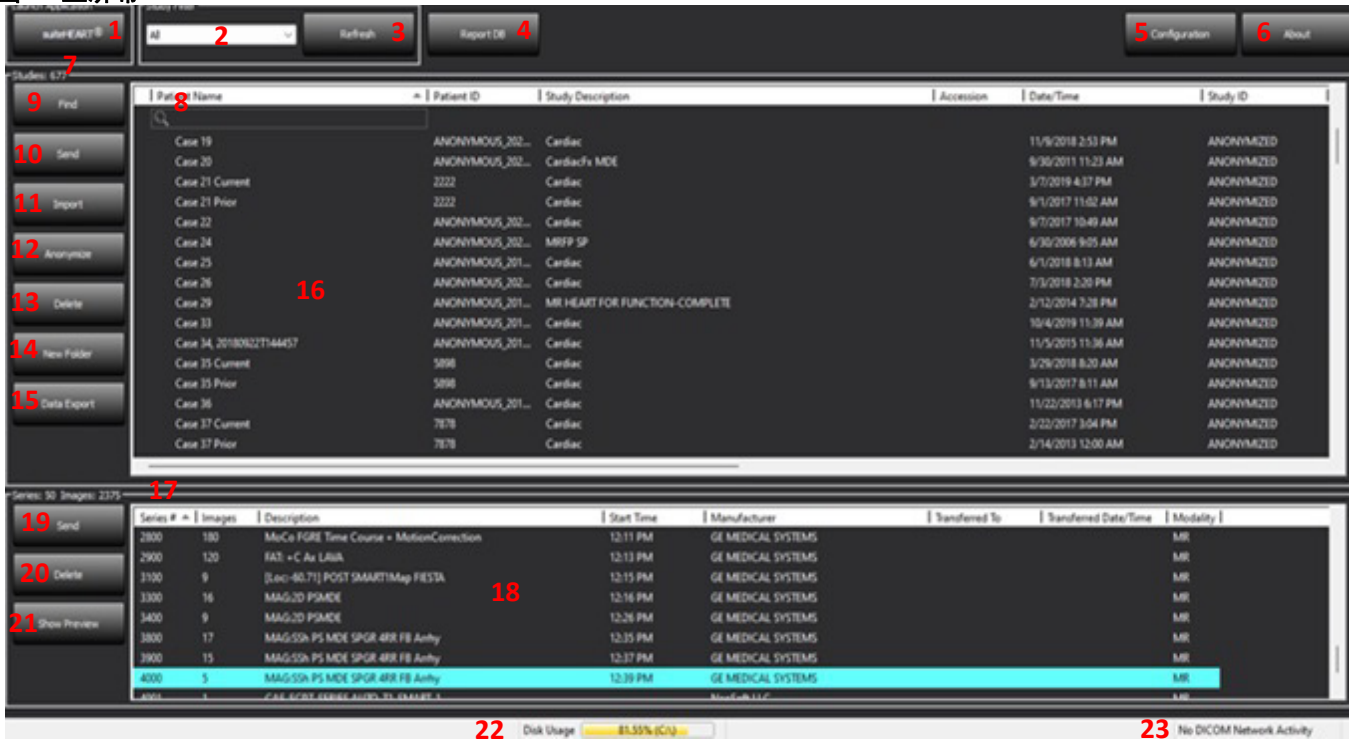 Launch Application
Study Filter
suiteHEART® 1
All 2
Refresh 3
Report DB 4
5 Configuration
6 About
7
Studies: 677
9 Find
10 Send
11 Import
12 Anonymize
13 Delete
14 New Folder
15 Data Export
8
Patient Name Patient ID Study Description Accession Date/Time Study ID
Case 19 ANONYMOUS_202... Cardiac 11/9/2018 2:53 PM ANONYMIZED
Case 20 ANONYMOUS_202... CardiacFx MDE 9/30/2011 11:23 AM ANONYMIZED
Case 21 Current 2222 Cardiac 3/7/2019 4:37 PM ANONYMIZED
Case 21 Prior 2222 Cardiac 9/1/2017 11:02 AM ANONYMIZED
Case 22 ANONYMOUS_202... Cardiac 9/7/2017 10:49 AM ANONYMIZED
Case 24 ANONYMOUS_202... MRFP SP 6/30/2006 9:05 AM ANONYMIZED
Case 25 ANONYMOUS_201... Cardiac 6/1/2018 8:13 AM ANONYMIZED
Case 26 ANONYMOUS_202... Cardiac 7/3/2018 2:20 PM ANONYMIZED
16
Case 29 ANONYMOUS_201... MR HEART FOR FUNCTION-COMPLETE 2/12/2014 7:28 PM ANONYMIZED
Case 33 ANONYMOUS_201... Cardiac 10/4/2019 11:39 AM ANONYMIZED
Case 34, 20180922T144457 ANONYMOUS_201... Cardiac 11/5/2015 11:36 AM ANONYMIZED
Case 35 Current 5898 Cardiac 3/29/2018 8:20 AM ANONYMIZED
Case 35 Prior 5898 Cardiac 9/13/2017 8:11 AM ANONYMIZED
Case 36 ANONYMOUS_201... Cardiac 11/22/2013 6:17 PM ANONYMIZED
Case 37 Current 7878 Cardiac 2/22/2017 3:04 PM ANONYMIZED
Case 37 Prior 7878 Cardiac 2/14/2013 12:00 AM ANONYMIZED
Series: 50 Images: 2375
17
19 Send
20 Delete
21 Show Preview
Series # Images Description Start Time Manufacturer Transferred To Transferred Date/Time Modality
2800 180 MoCo FGRE Time Course + MotionCorrection 12:11 PM GE MEDICAL SYSTEMS MR
2900 120 FAT: +C Ax LAVA 12:13 PM GE MEDICAL SYSTEMS MR
3100 9 [Loc:-60.71] POST SMART1Map FIESTA 12:15 PM GE MEDICAL SYSTEMS MR
18
3300 16 MAG:2D PSMDE 12:16 PM GE MEDICAL SYSTEMS MR
3400 9 MAG:2D PSMDE 12:26 PM GE MEDICAL SYSTEMS MR
3800 17 MAG:SSh PS MDE SPGR 4RR FB Arrhy 12:35 PM GE MEDICAL SYSTEMS MR
3900 15 MAG:SSh PS MDE SPGR 4RR FB Arrhy 12:37 PM GE MEDICAL SYSTEMS MR
4000 5 MAG:SSh PS MDE SPGR 4RR FB Arrhy 12:39 PM GE MEDICAL SYSTEMS MR
22 Disk Usage 81.55% (C:\)
23 No DICOM Network Activity